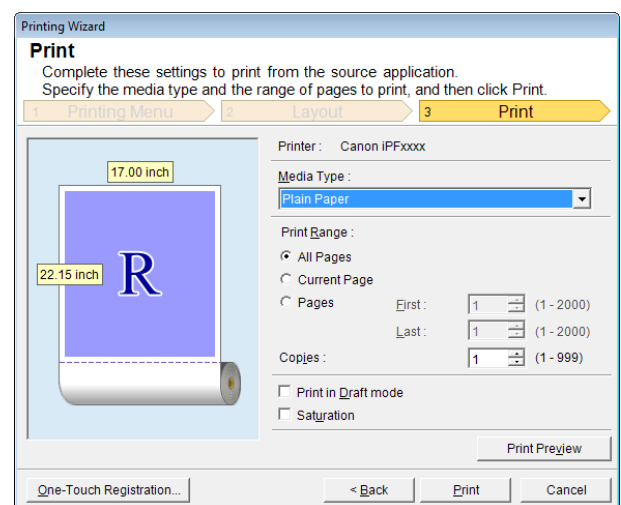 Printing Wizard
Print
Complete these settings to print from the source application.
Specify the media type and the range of pages to print, and then click Print.
1 Printing Menu 2 Layout 3 Print
Printer : Canon iPFxxxx
17.00 inch
Media Type :
Plain Paper
Print Range :
All Pages
22.15 inch
R
Current Page
Pages First : 1 (1 - 2000)
Last : 1 (1 - 2000)
Copies : 1 (1 - 999)
Print in Draft mode
Saturation
Print Preview
One-Touch Registration... < Back Print Cancel